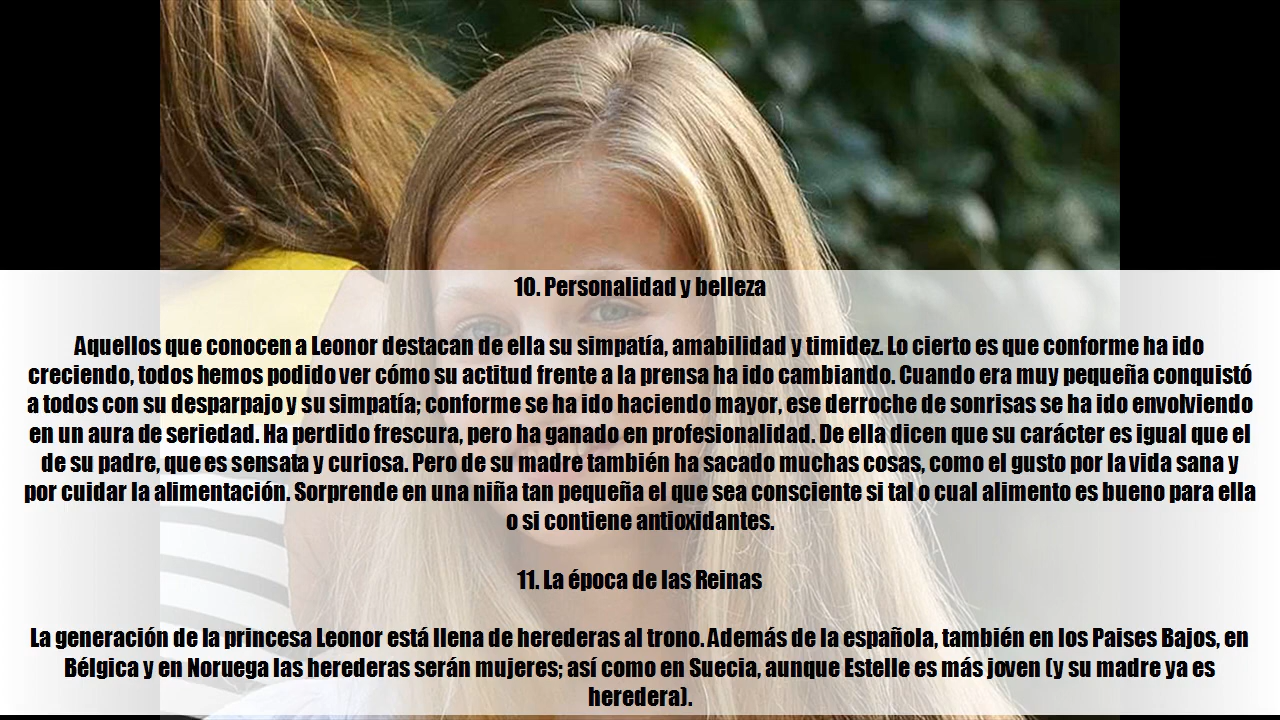 10. Personalidad y belleza
Aquellos que conocen a Leonor destacan de ella su simpatía, amabilidad y timidez. Lo cierto es que conforme ha ido
creciendo, todos hemos podido ver cómo su actitud frente a la prensa ha ido cambiando. Cuando era muy pequeña conquistó
a todos con su desparpajo y su simpatía; conforme se ha ido haciendo mayor, ese derroche de sonrisas se ha ido envolviendo
en un aura de seriedad. Ha perdido frescura, pero ha ganado en profesionalidad. De ella dicen que su carácter es igual que el
de su padre, que es sensata y curiosa. Pero de su madre también ha sacado muchas cosas, como el gusto por la vida sana y
por cuidar la alimentación. Sorprende en una niña tan pequeña el que sea consciente si tal o cual alimento es bueno para ella
o si contiene antioxidantes.
11. La época de las Reinas
La generación de la princesa Leonor está llena de herederas al trono. Además de la española, también en los Paises Bajos, en
Bélgica y en Noruega las herederas serán mujeres; así como en Suecia, aunque Estelle es más joven (y su madre ya es
heredera).